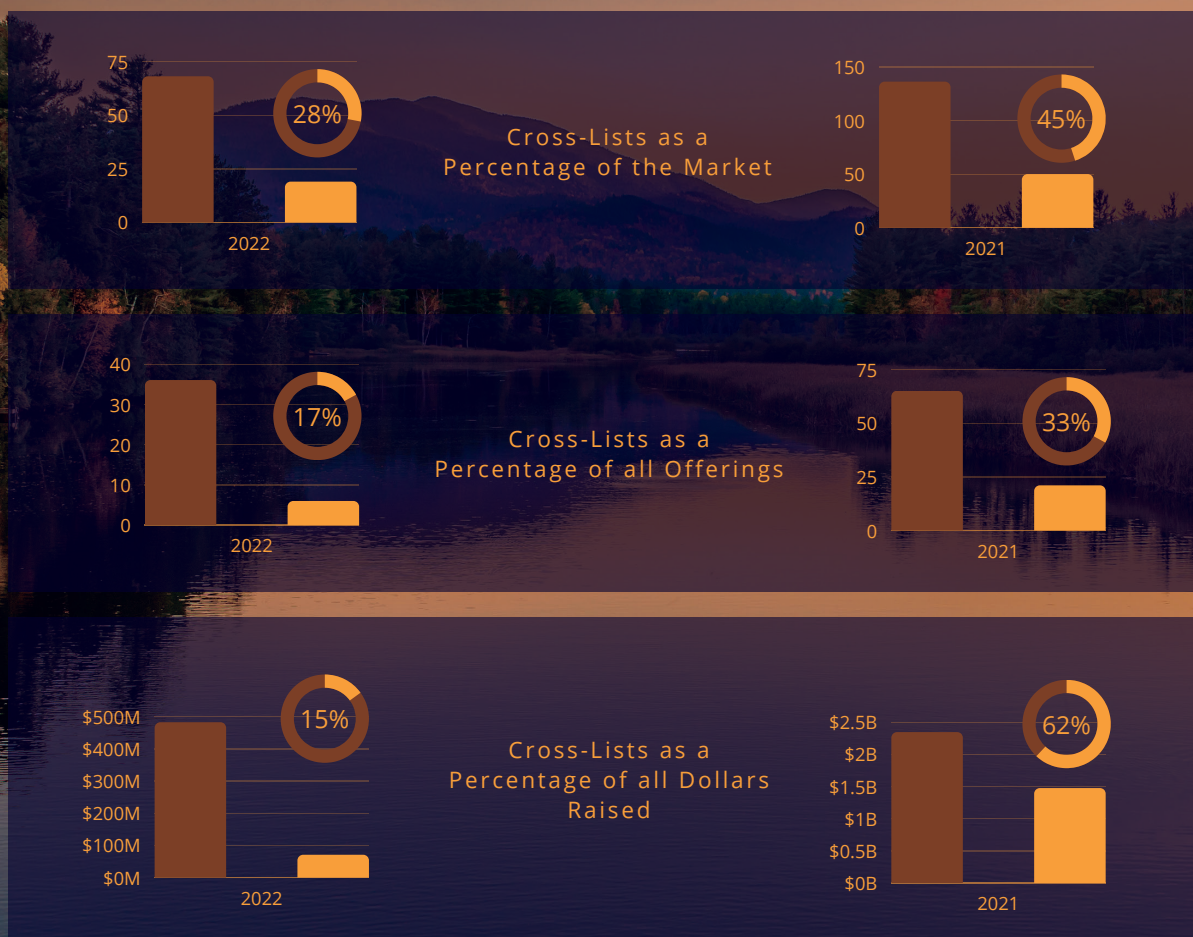 75
50
25
0
2022
28%
Cross-Lists as a
Percentage of the Market
150
100
50
0
2021
45%
40
30
20
10
0
2022
17%
Cross-Lists as a
Percentage of all Offerings
75
50
25
0
2021
33%
$500M
$400M
$300M
$200M
$100M
$0M
2022
15%
Cross-Lists as a
Percentage of all Dollars
Raised
$2.5B
$2B
$1.5B
$1B
$0.5B
$0B
2021
62%